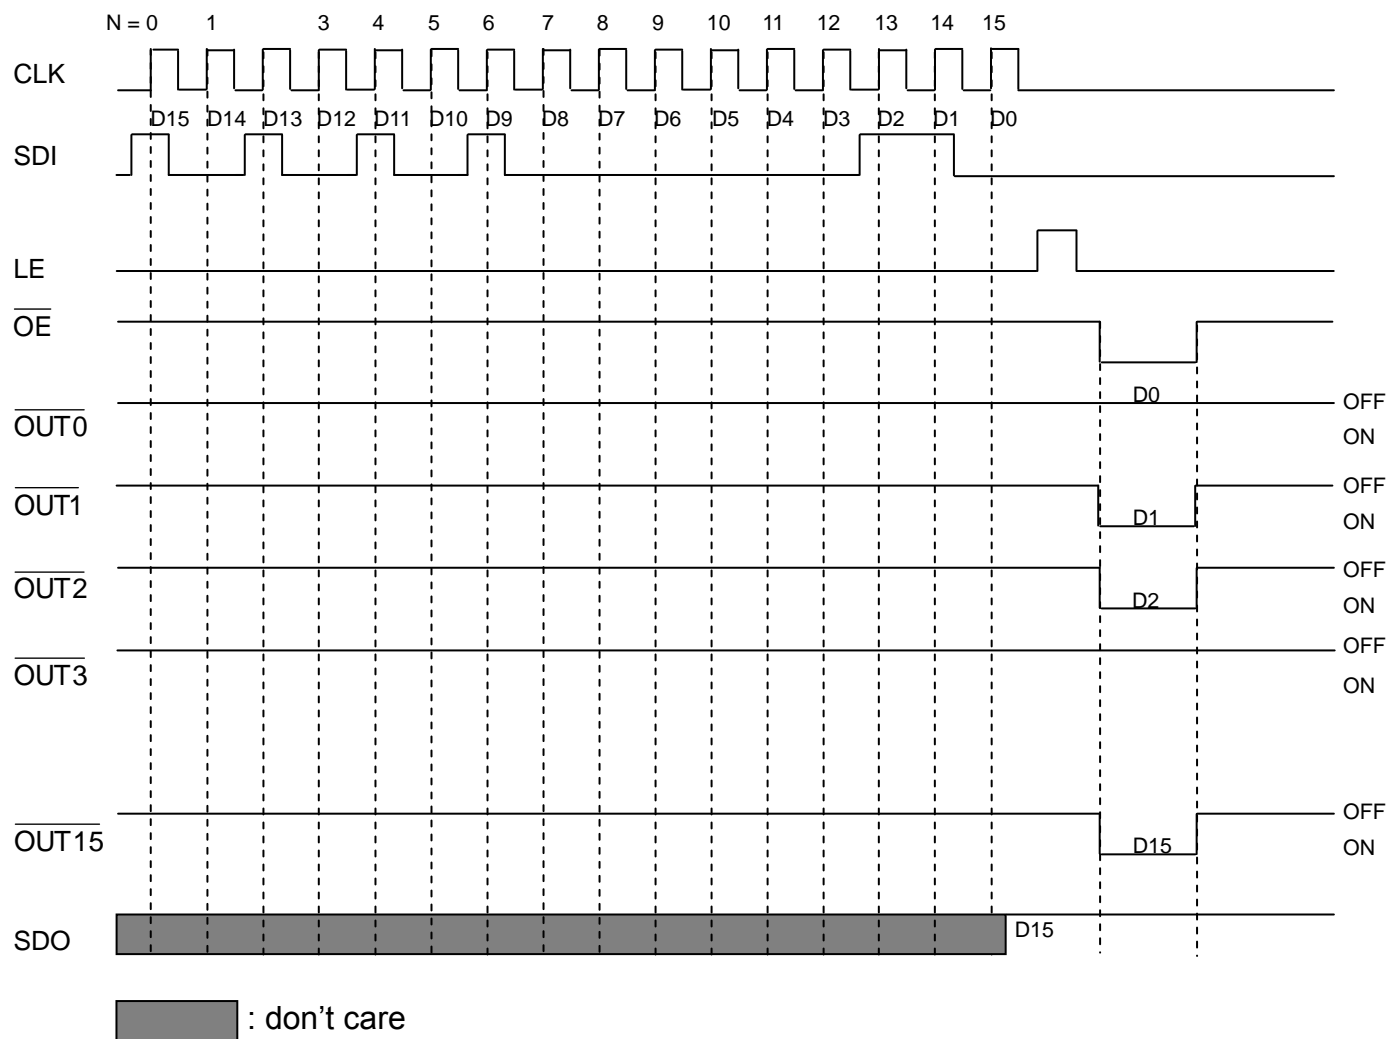 N = 0 1 3 4 5 6 7 8 9 10 11 12 13 14 15
CLK
D15 D14 D13 D12 D11 D10 D9 D8 D7 D6 D5 D4 D3 D2 D1 D0
SDI
LE
OE
D0
OFF
OUT0
ON
OFF
OUT1
D1
ON
OFF
OUT2
D2
ON
OFF
OUT3
ON
OFF
OUT15
D15
ON
SDO
D15
: don’t care